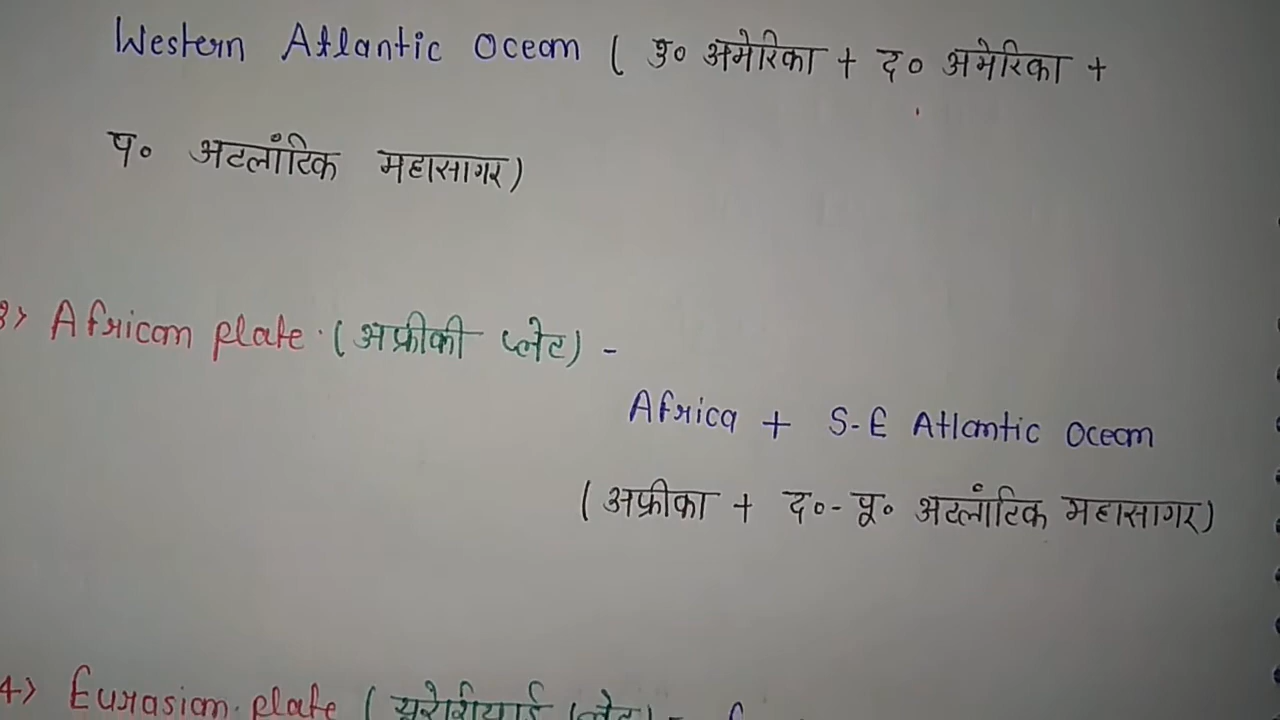 Western Atlantic Ocean ( उ० अमेरिका + द० अमेरिका +
प० अटलांटिक महासागर)
3> African plate. (अफ्रीकी प्लेट) -
Africa + S-E Atlantic Ocean
(अफ्रीका + द०-पू० अटलांटिक महासागर)
4> Eurasian plate (यूरेशियाई प्लेट) -